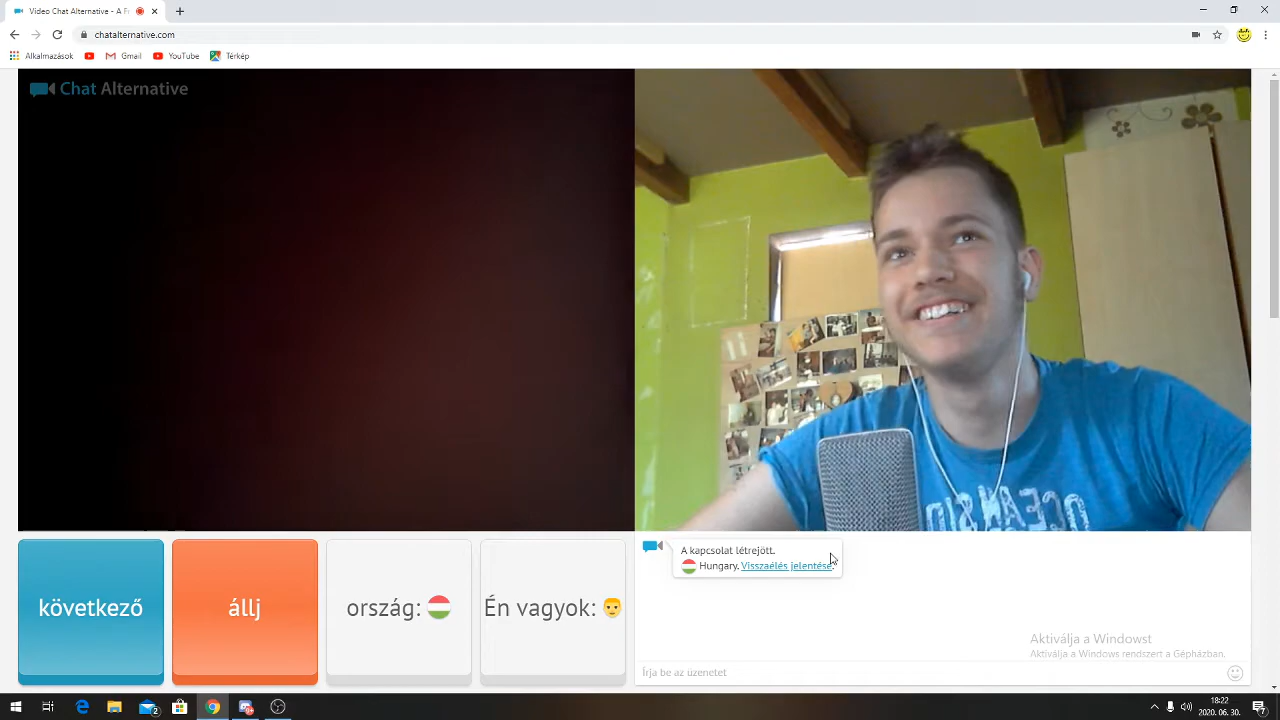 Video Chat Alternative - A F
chatalternative.com
Alkalmazások
Gmail
YouTube
Térkép
Chat Alternative
A kapcsolat létrejött.
Hungary. Visszaélés jelentése.
következő
állj
ország:
Én vagyok:
Aktiválja a Windowst
Aktiválja a Windows rendszert a Gépházban.
Írja be az üzenetet
18:22
2020. 06. 30.